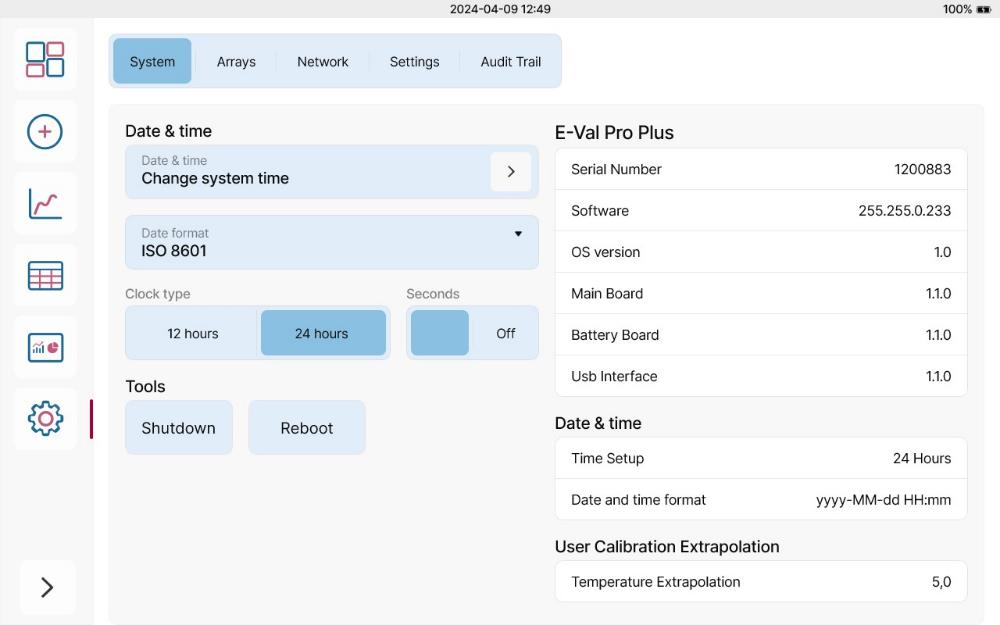 2024-04-09 12:49
100%
System Arrays Network Settings Audit Trail
Date & time
Date & time
Change system time
Date format
ISO 8601
Clock type
12 hours 24 hours
Seconds
Off
Tools
Shutdown Reboot
E-Val Pro Plus
Serial Number 1200883
Software 255.255.0.233
OS version 1.0
Main Board 1.1.0
Battery Board 1.1.0
Usb Interface 1.1.0
Date & time
Time Setup 24 Hours
Date and time format yyyy-MM-dd HH:mm
User Calibration Extrapolation
Temperature Extrapolation 5,0